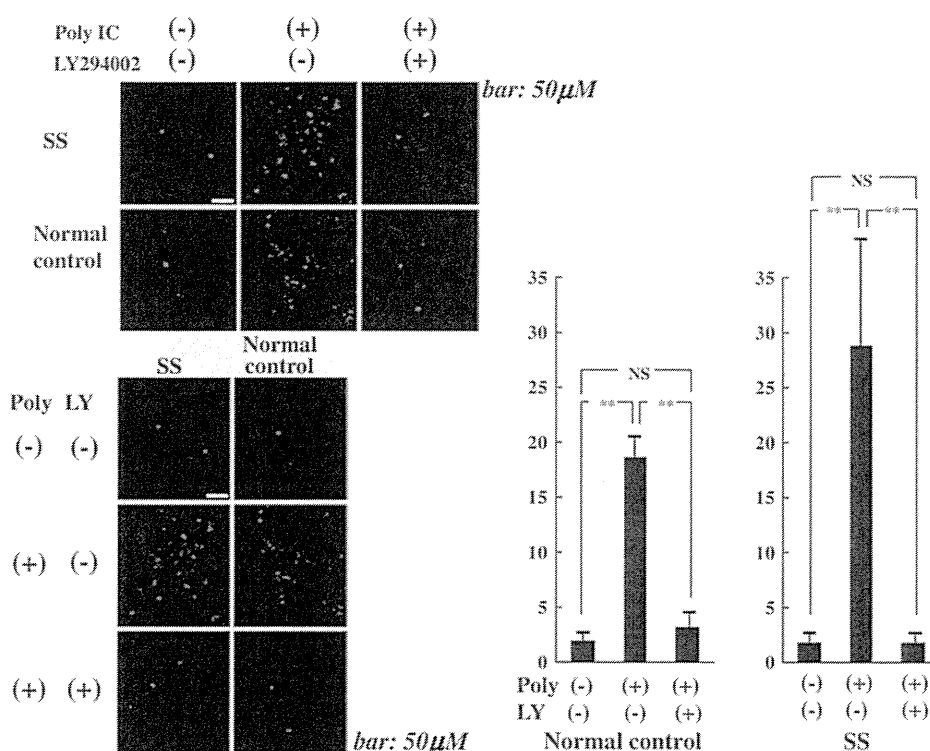 Poly IC (-) (+) (+)
LY294002 (-) (-) (+)
bar: 50μM
SS
Normal
control
SS Normal
control
Poly LY
(-) (-)
(+) (-)
(+) (+)
bar: 50μM
NS
** **
35
30
25
20
15
10
5
0
Poly (-) (+) (+)
LY (-) (-) (+)
Normal control
NS
** **
35
30
25
20
15
10
5
0
(-) (+) (+)
(-) (-) (+)
SS